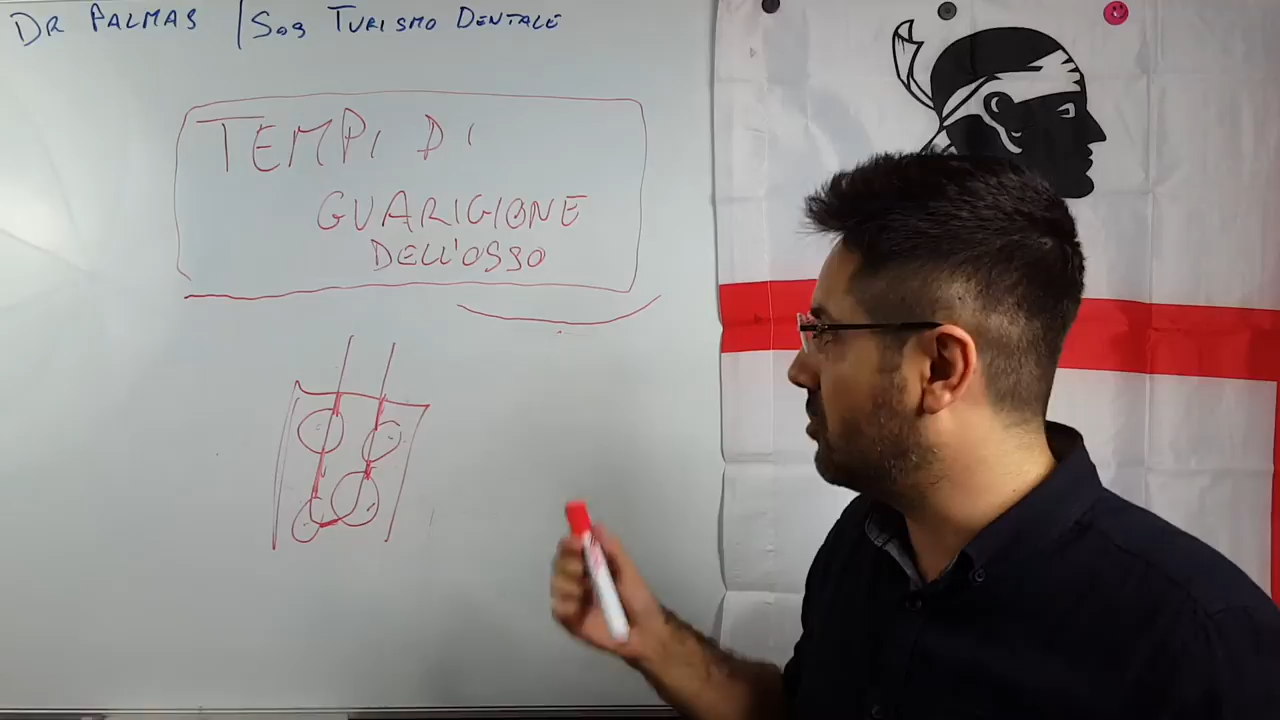 DR PALMAS | SOS TURISMO DENTALE
TEMPI DI
GUARIGIONE
DELL'OSSO